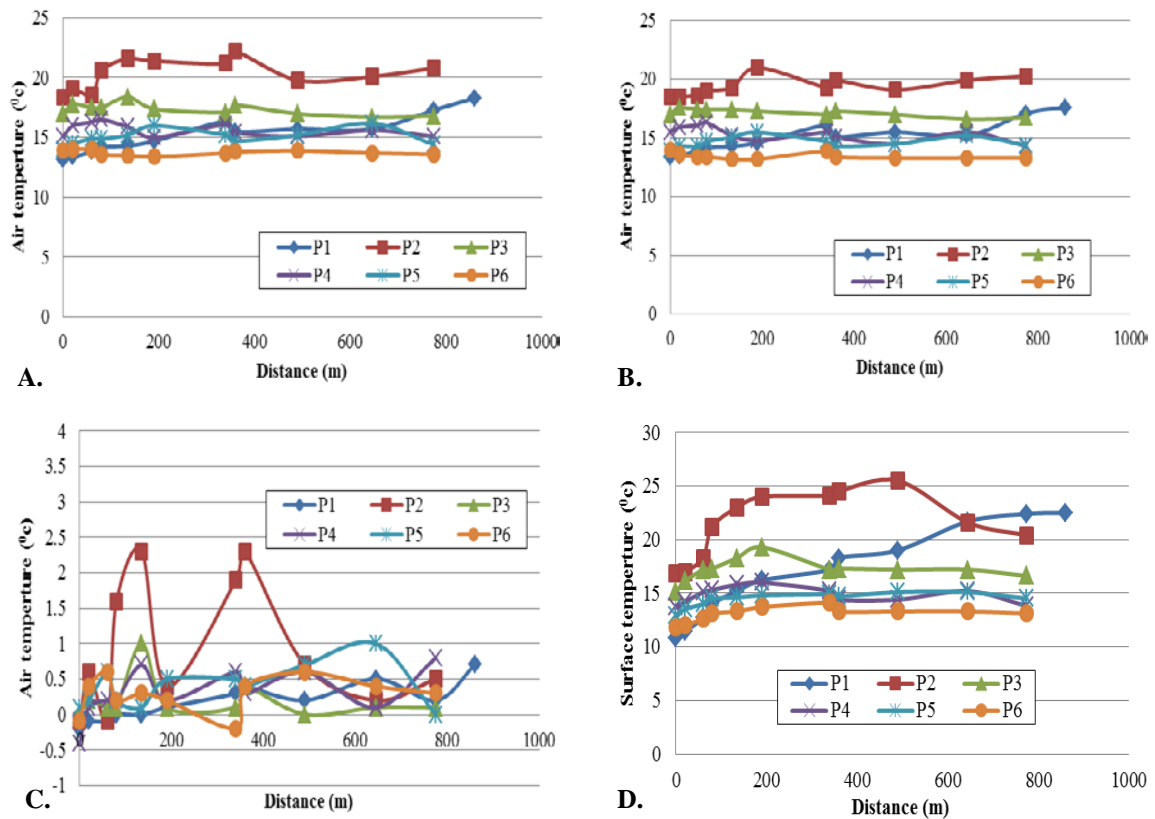 25
20
15
10
5
0
Air temperture (⁰c)
P1 P2 P3
P4 P5 P6
0 200 400 600 800 1000
Distance (m)
A.
25
20
15
10
5
0
Air temperture (⁰c)
P1 P2 P3
P4 P5 P6
0 200 400 600 800 1000
Distance (m)
B.
4
3.5
3
2.5
2
1.5
1
0.5
0
-0.5
-1
Air temperture (⁰c)
P1 P2 P3
P4 P5 P6
0 200 400 600 800 1000
Distance (m)
C.
30
25
20
15
10
5
0
Surface temperture (⁰c)
P1 P2 P3
P4 P5 P6
0 200 400 600 800 1000
Distance (m)
D.